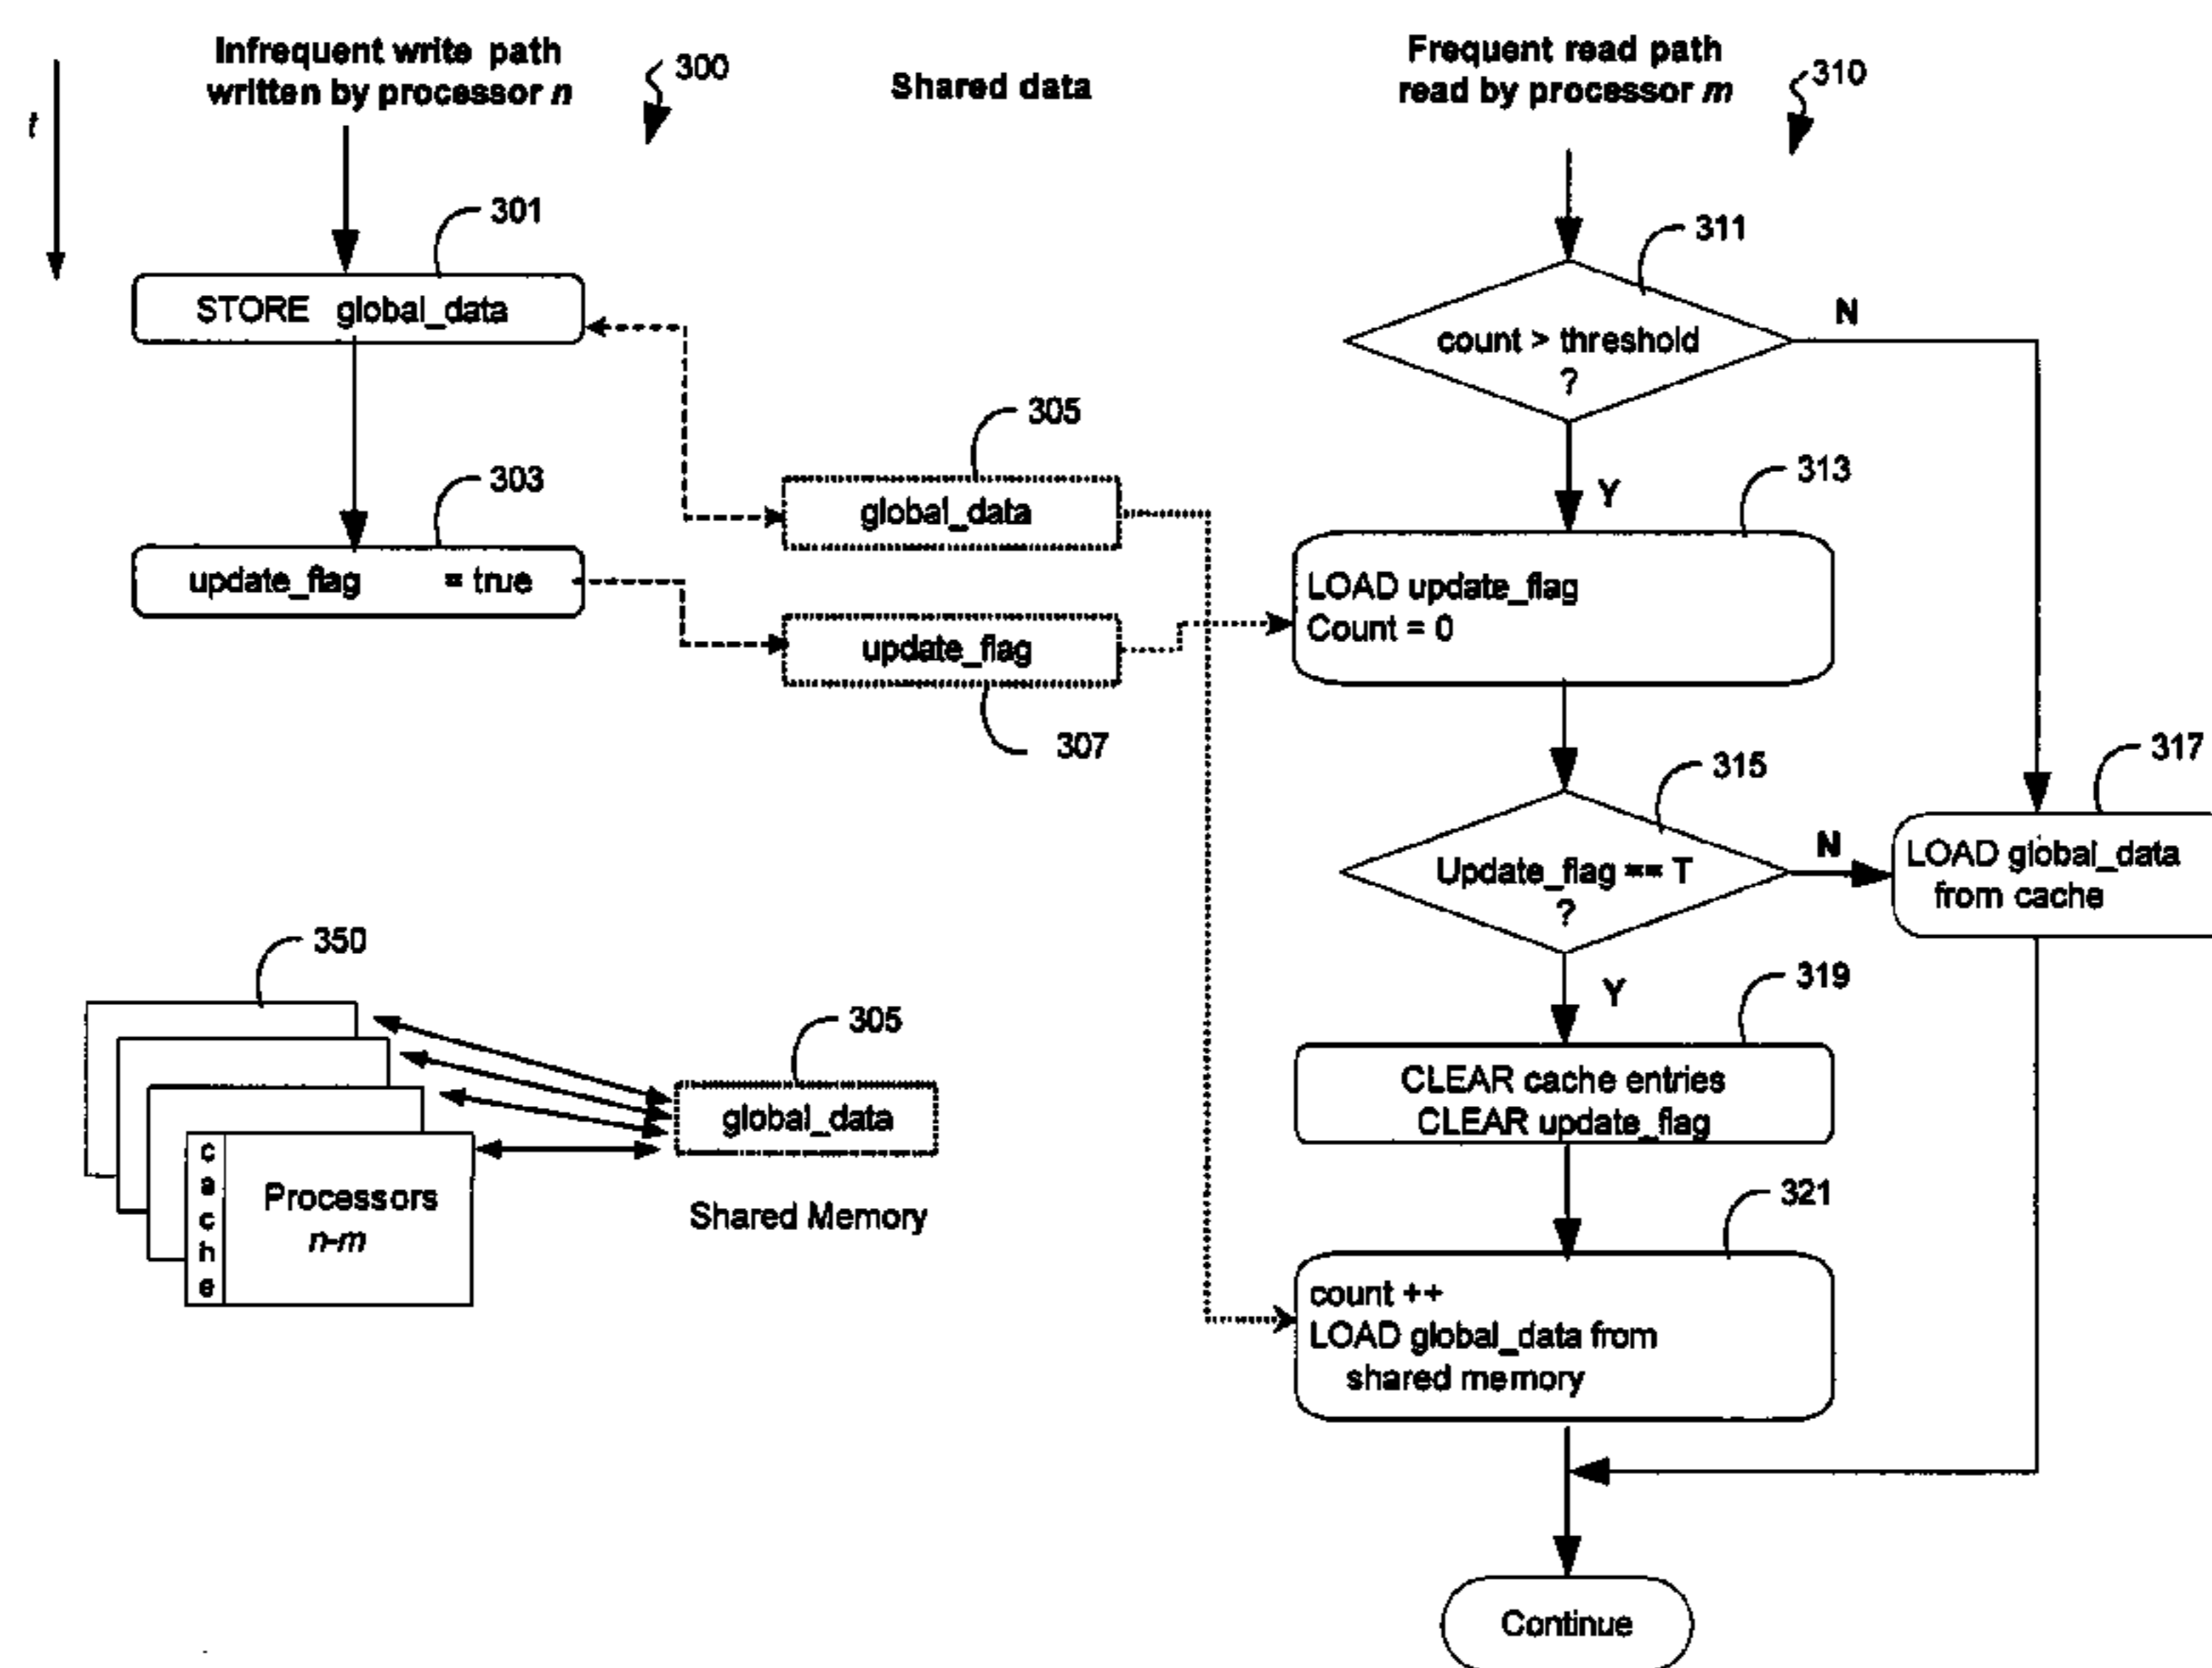 Infrequent write path
written by processor n
300
Shared data
Frequent read path
read by processor m
310
t
301
STORE global_data
311
count > threshold
?
N
Y
305
global_data
303
update_flag = true
313
LOAD update_flag
Count = 0
update_flag
307
315
Update_flag == T
?
N
Y
317
LOAD global_data
from cache
350
305
global_data
Shared Memory
cache
Processors
n-m
319
CLEAR cache entries
CLEAR update_flag
321
count ++
LOAD global_data from
shared memory
Continue